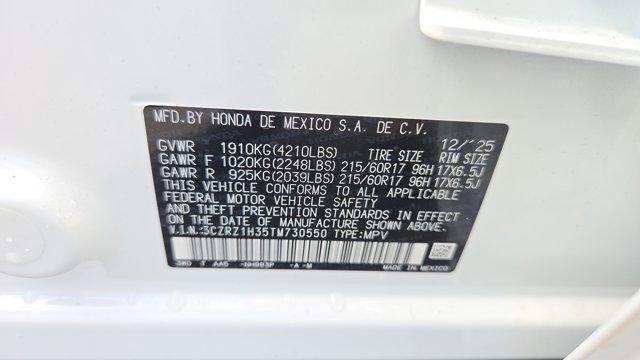 MFD.BY HONDA DE MEXICO S.A. DE C.V. 12/'25
GVWR 1910KG(4210LBS) TIRE SIZE RIM SIZE
GAWR F 1020KG(2248LBS) 215/60R17 96H 17X6.5J
GAWR R 925KG(2039LBS) 215/60R17 96H 17X6.5J
THIS VEHICLE CONFORMS TO ALL APPLICABLE
FEDERAL MOTOR VEHICLE SAFETY
STANDARDS IN EFFECT ON THE DATE OF
MANUFACTURE SHOWN ABOVE.
V.I.N.:3CZRZ1H35TM730550 TYPE:MPV
-A -M MADE IN MEXICO